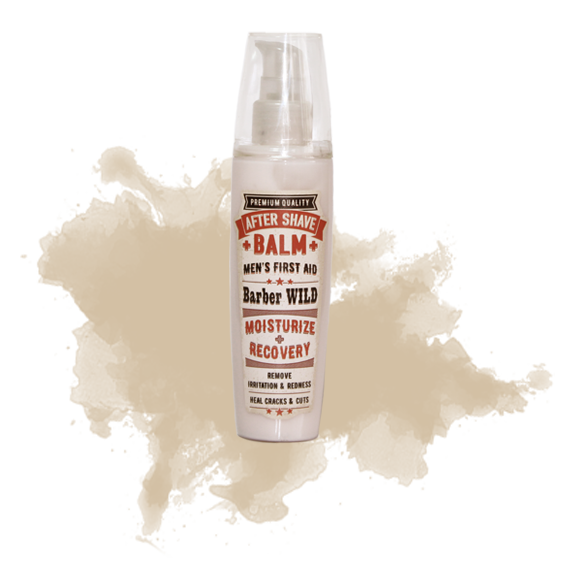 PREMIUM QUALITY
AFTER SHAVE
+BALM+
MEN'S FIRST AID
Barber WILD
MOISTURIZE
+
RECOVERY
REMOVE
IRRITATION & REDNESS
HEAL CRACKS & CUTS